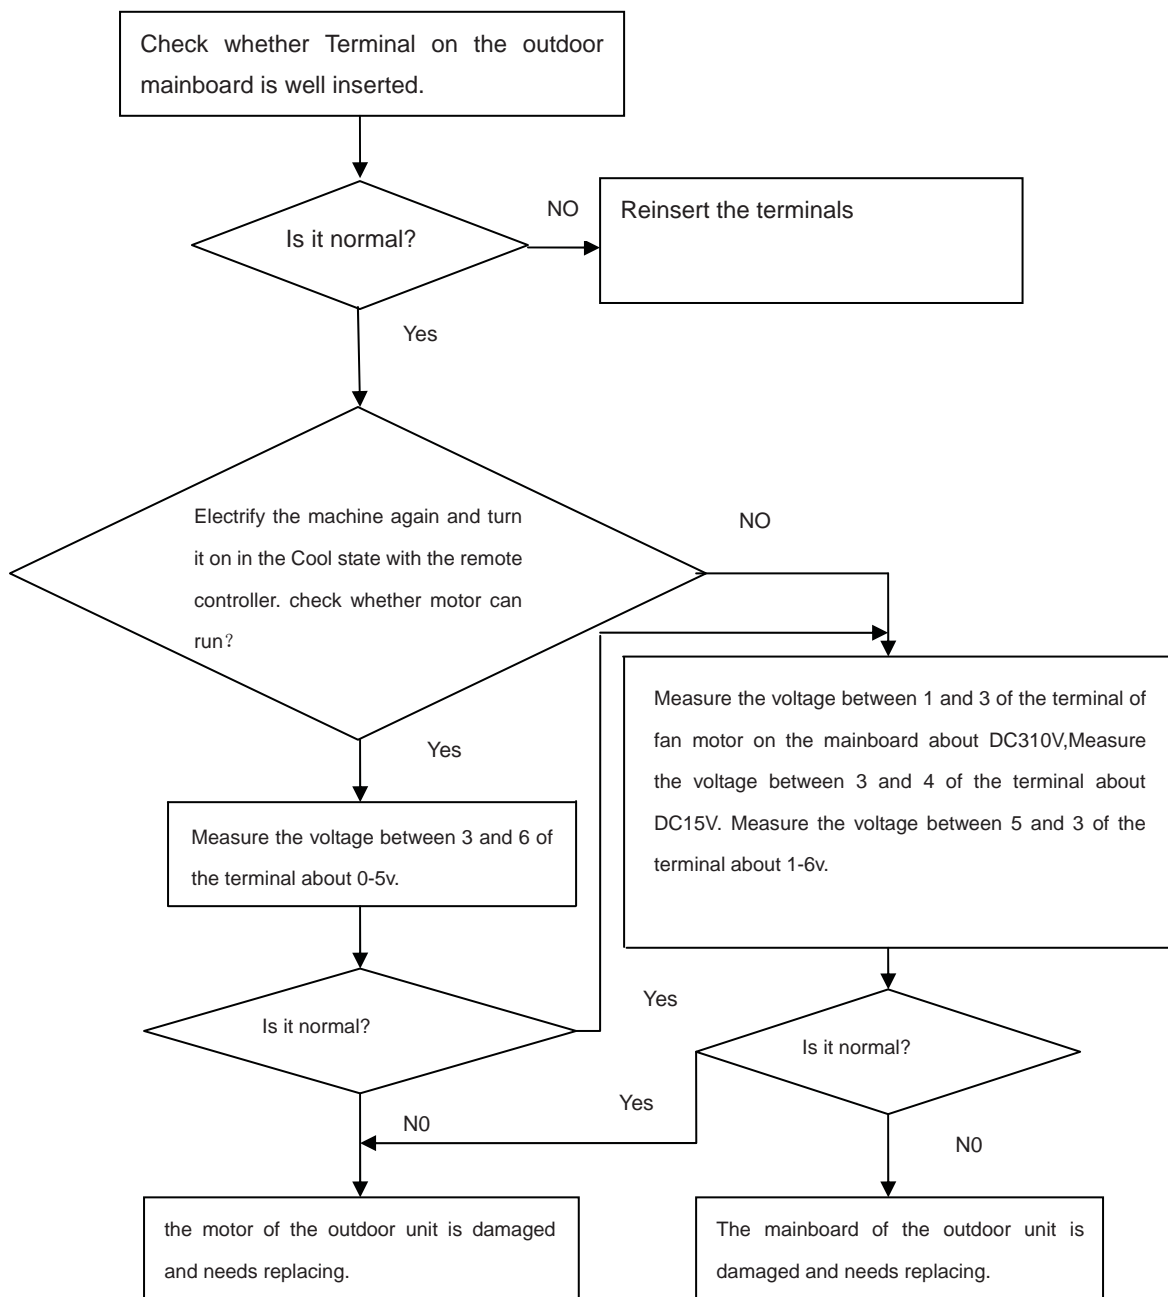 Check whether Terminal on the outdoor
mainboard is well inserted.
NO
Reinsert the terminals
Is it normal?
Yes
Electrify the machine again and turn
it on in the Cool state with the remote
controller. check whether motor can
run？
NO
Measure the voltage between 1 and 3 of the terminal of
fan motor on the mainboard about DC310V,Measure
the voltage between 3 and 4 of the terminal about
DC15V. Measure the voltage between 5 and 3 of the
terminal about 1-6v.
Yes
Measure the voltage between 3 and 6 of
the terminal about 0-5v.
Yes
Is it normal?
Is it normal?
Yes
N0
N0
the motor of the outdoor unit is damaged
and needs replacing.
The mainboard of the outdoor unit is
damaged and needs replacing.